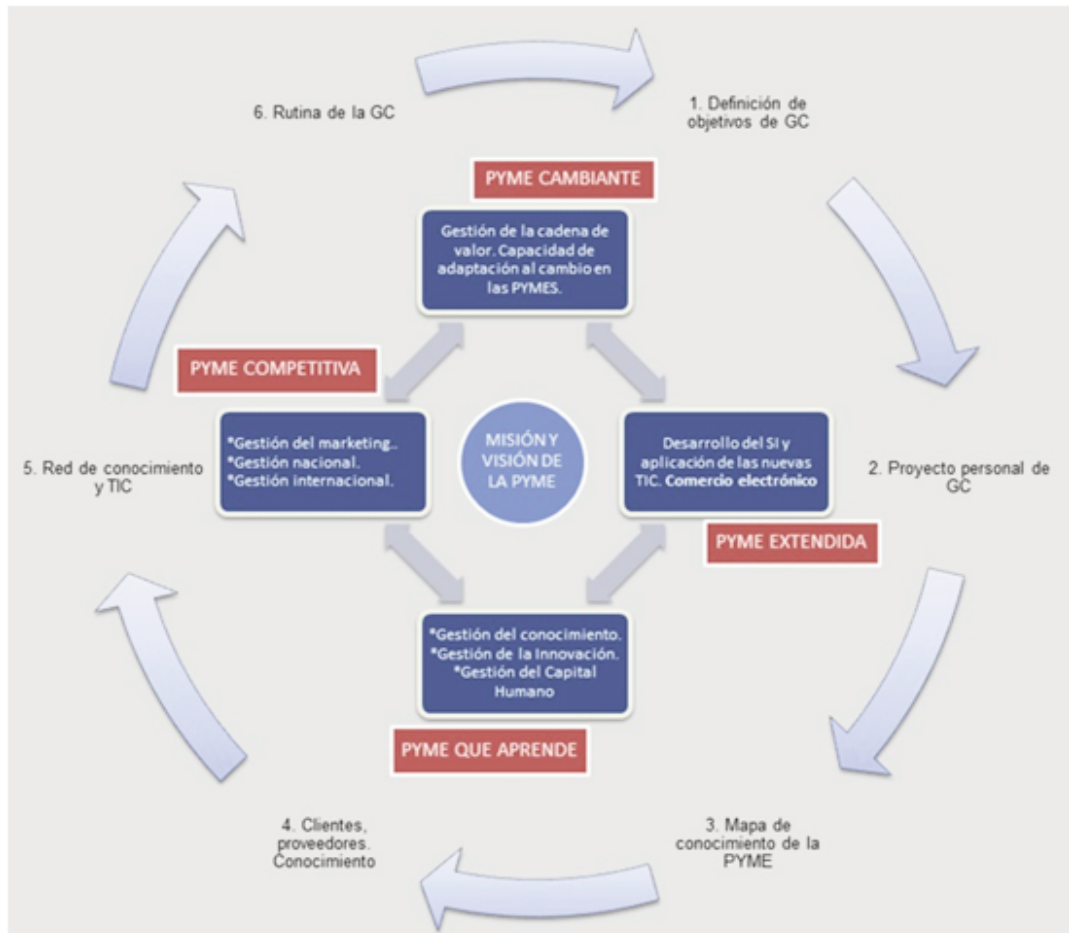 6. Rutina de la GC
1. Definición de
objetivos de GC
PYME CAMBIANTE
Gestión de la cadena de
valor. Capacidad de
adaptación al cambio en
las PYMES.
PYME COMPETITIVA
*Gestión del marketing..
*Gestión nacional.
*Gestión internacional.
MISIÓN Y
VISIÓN DE
LA PYME
Desarrollo del SI y
aplicación de las nuevas
TIC. Comercio electrónico
5. Red de conocimiento
y TIC
2. Proyecto personal de
GC
PYME EXTENDIDA
*Gestión del conocimiento.
*Gestión de la Innovación.
*Gestión del Capital
Humano
PYME QUE APRENDE
4. Clientes,
proveedores.
Conocimiento
3. Mapa de
conocimiento de la
PYME